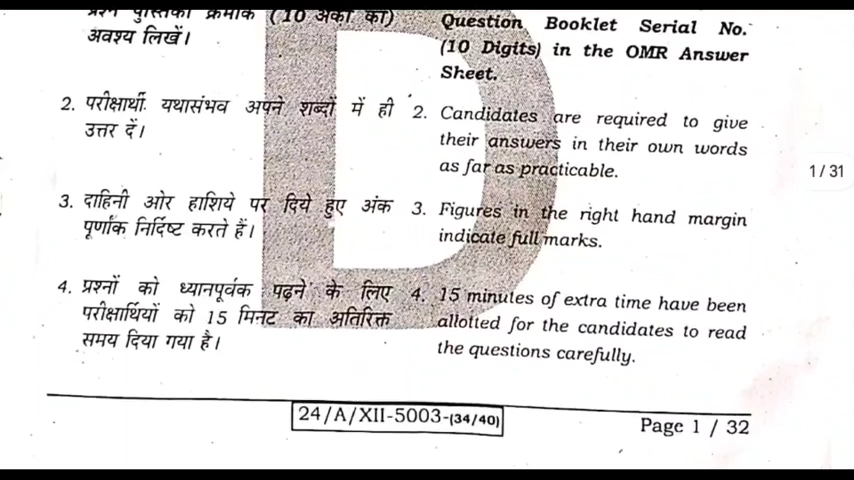 प्रश्न पुस्तिका क्रमांक (10 अंकों का)
अवश्य लिखें।
Question Booklet Serial No.
(10 Digits) in the OMR Answer
Sheet.
2. परीक्षार्थी यथासंभव अपने शब्दों में ही
उत्तर दें।
2. Candidates are required to give
their answers in their own words
as far as practicable.
3. दाहिनी ओर हाशिये पर दिये हुए अंक
पूर्णांक निर्दिष्ट करते हैं।
3. Figures in the right hand margin
indicate full marks.
4. प्रश्नों को ध्यानपूर्वक पढ़ने के लिए
परीक्षार्थियों को 15 मिनट का अतिरिक्त
समय दिया गया है।
4. 15 minutes of extra time have been
allotted for the candidates to read
the questions carefully.
D
24/A/XII-5003-(34/40)
Page 1 / 32
1/31